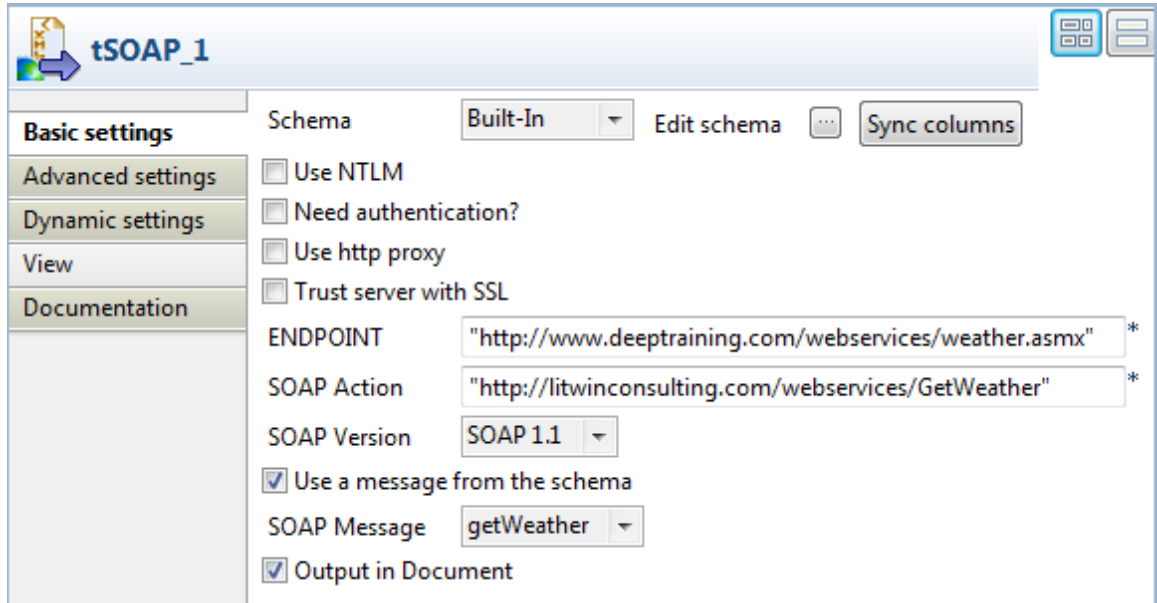 tSOAP_1
Basic settings
Advanced settings
Dynamic settings
View
Documentation
Schema Built-In Edit schema ... Sync columns
Use NTLM
Need authentication?
Use http proxy
Trust server with SSL
ENDPOINT "http://www.deeptraining.com/webservices/weather.asmx" *
SOAP Action "http://litwinconsulting.com/webservices/GetWeather" *
SOAP Version SOAP 1.1
Use a message from the schema
SOAP Message getWeather
Output in Document